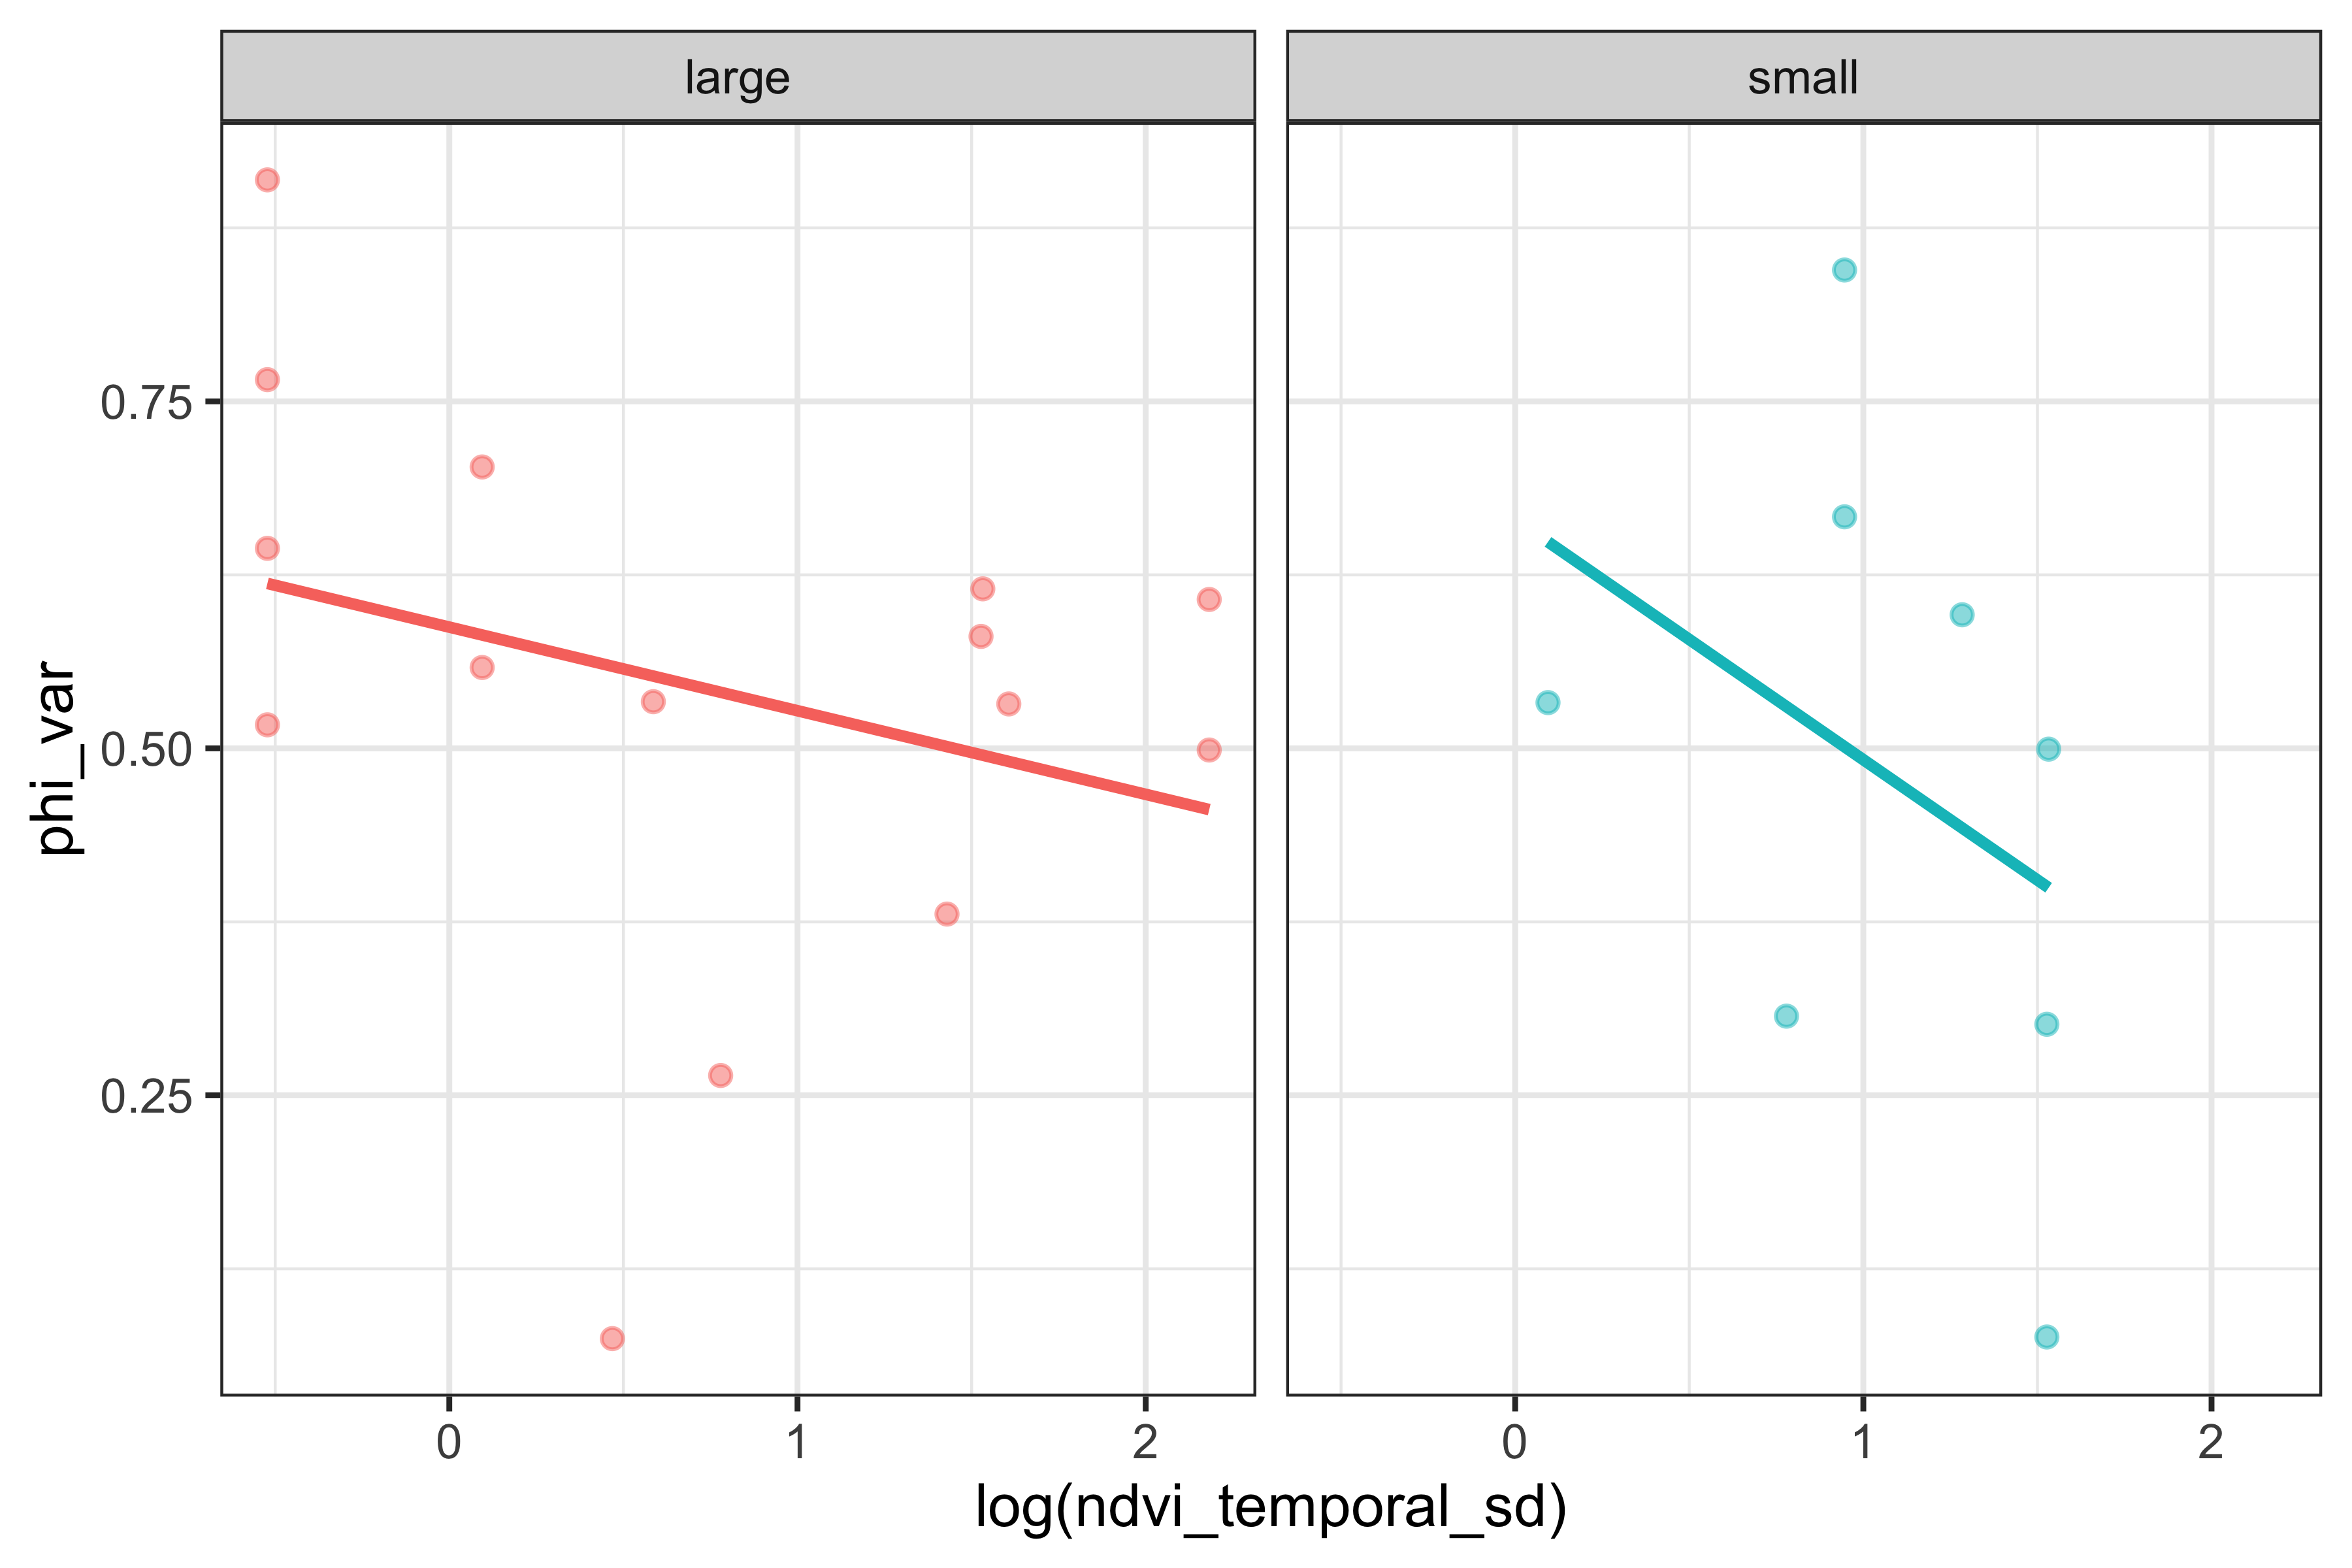 large
small
0.75
0.50
0.25
phi_var
0 1 2
0 1 2
log(ndvi_temporal_sd)